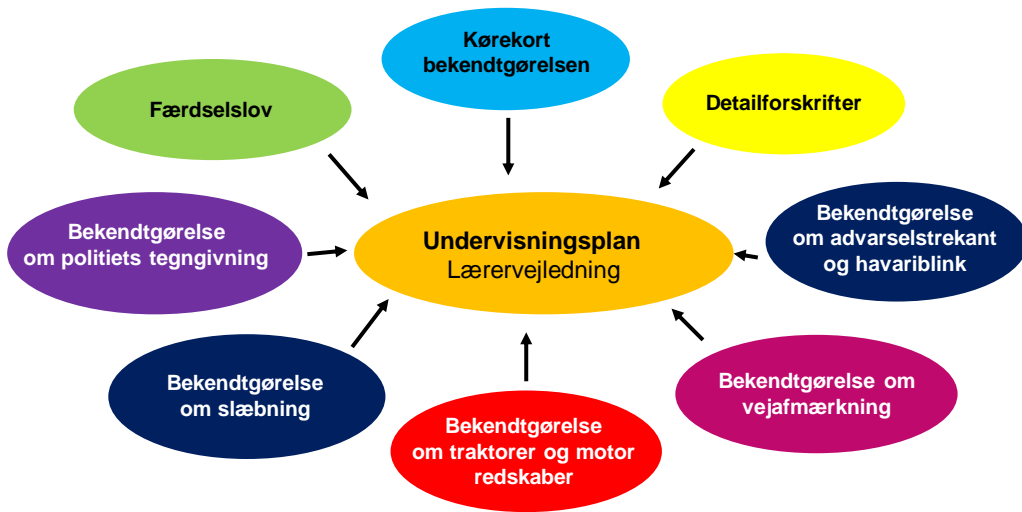 Kørekort
bekendtgørelsen
Færdselslov
Detailforskrifter
Bekendtgørelse
om politiets tegngivning
Undervisningsplan
Lærervejledning
Bekendtgørelse
om advarselstrekant
og havariblink
Bekendtgørelse
om slæbning
Bekendtgørelse
om traktorer og motor
redskaber
Bekendtgørelse om
vejafmærkning